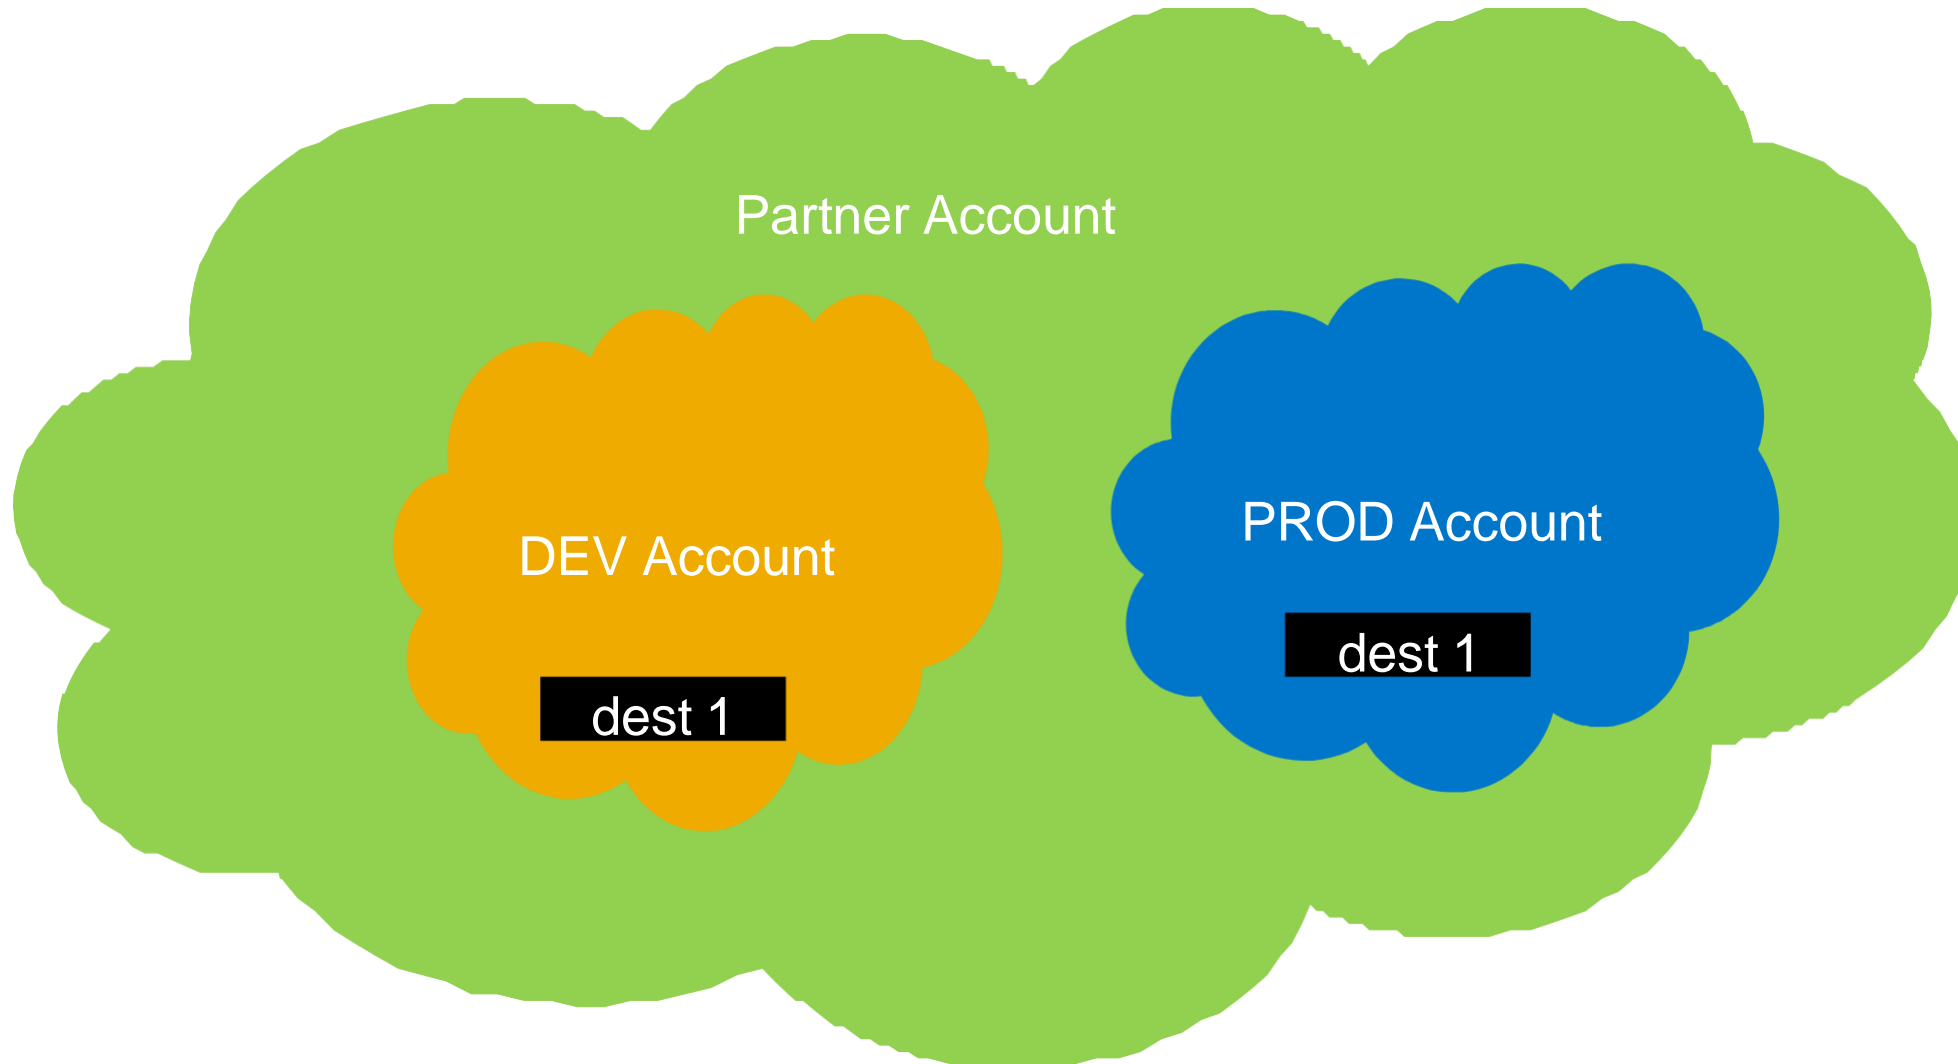 Partner Account
DEV Account
dest 1
PROD Account
dest 1